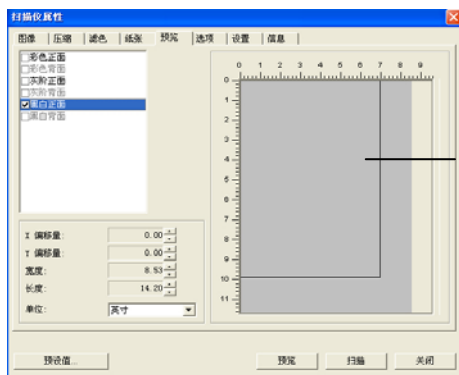 扫描仪属性
图像 压缩 滤色 纸张 预览 选项 设置 信息
彩色正面
彩色背面
灰阶正面
灰阶背面
黑白正面
黑白背面
0 1 2 3 4 5 6 7 8 9
0
1
2
3
4
5
6
7
8
9
10
11
X 偏移量: 0.00
Y 偏移量: 0.00
宽度: 8.53
长度: 14.20
单位: 英寸
预设值... 预览 扫描 关闭